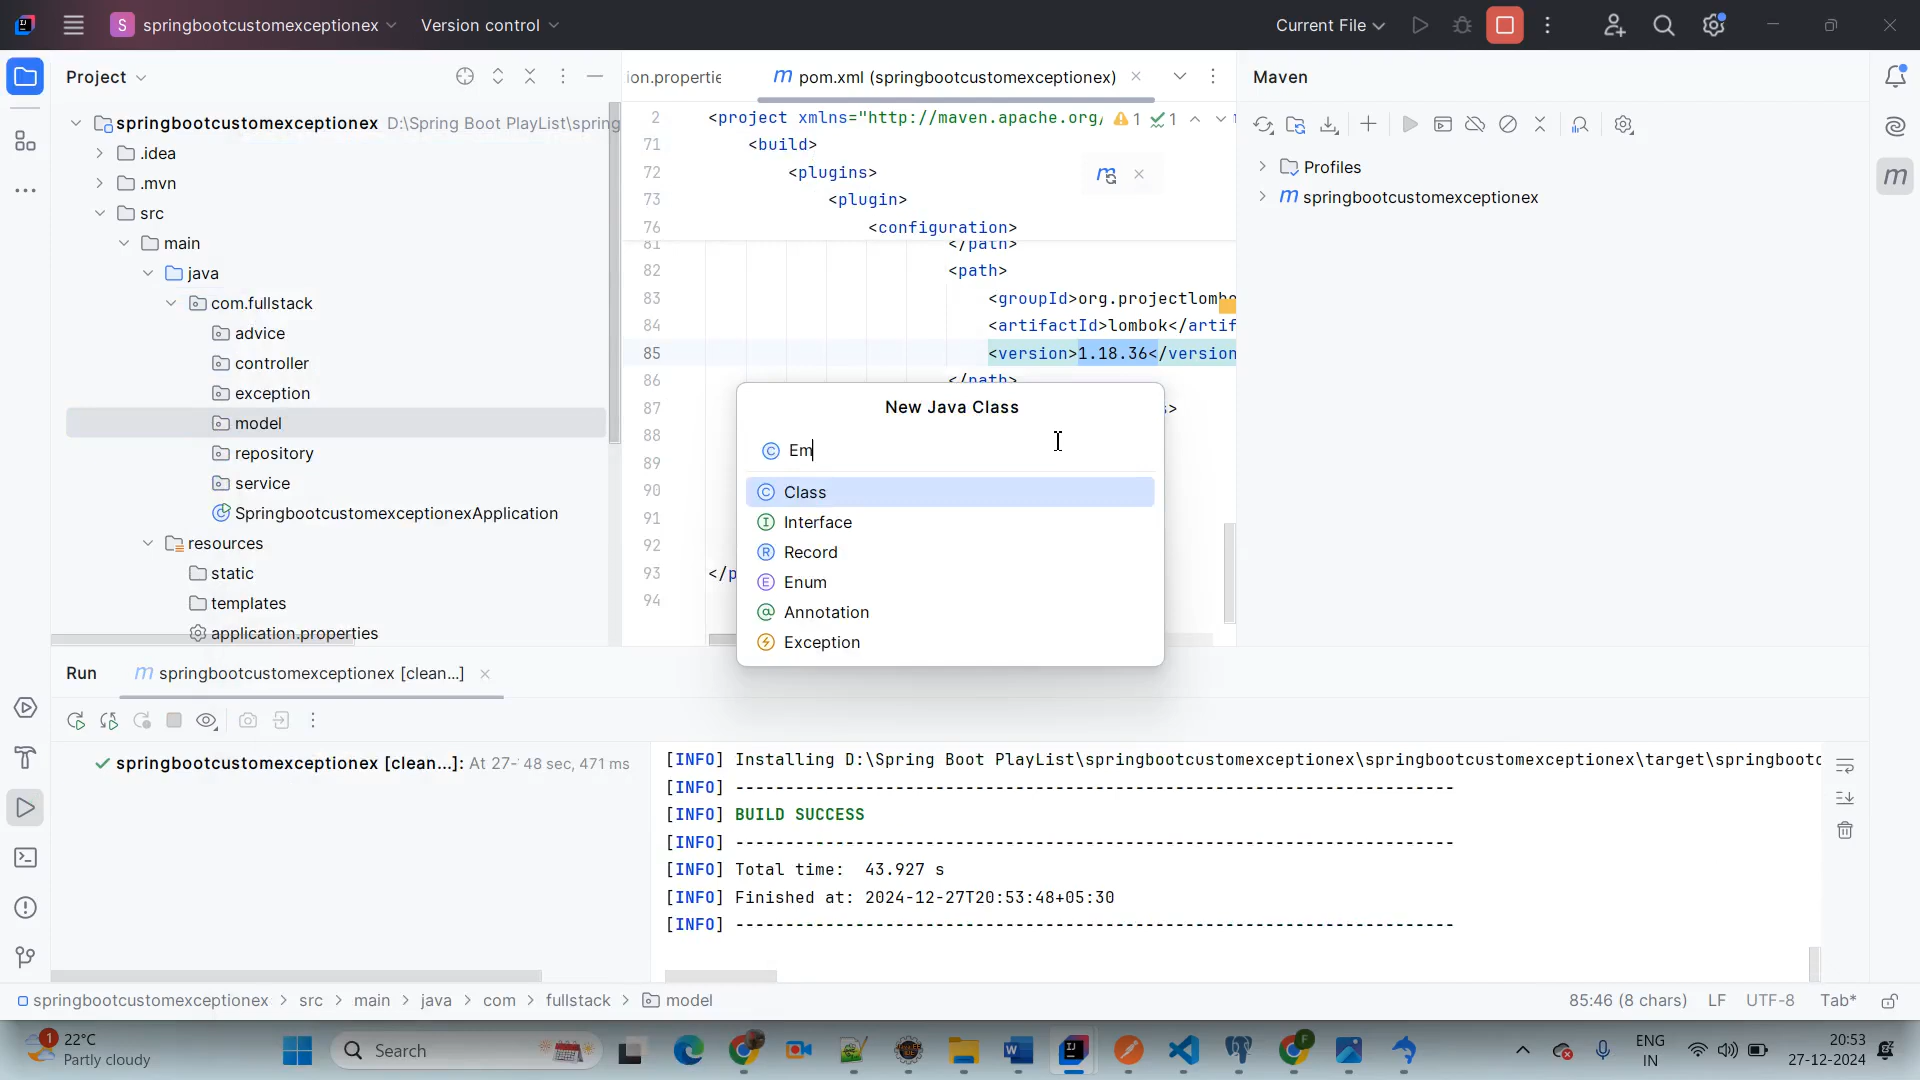 S springbootcustomexceptionex Version control Current File
Project
springbootcustomexceptionex D:\Spring Boot PlayList\spring
.idea
.mvn
src
main
java
com.fullstack
advice
controller
exception
model
repository
service
SpringbootcustomexceptionexApplication
resources
static
templates
application.properties
ion.propertie m pom.xml (springbootcustomexceptionex)
2 <project xmlns="http://maven.apache.org/ 1 1
71 <build>
72 <plugins>
73 <plugin>
76 <configuration>
81 </path>
82 <path>
83 <groupId>org.projectlombo
84 <artifactId>lombok</artif
85 <version>1.18.36</version
86 </path>
87 s>
88
89
90
91
92
93 </p
94
New Java Class
Em
Class
Interface
Record
Enum
Annotation
Exception
Maven
Profiles
m springbootcustomexceptionex
m
Run m springbootcustomexceptionex [clean...]
springbootcustomexceptionex [clean...]: At 27-' 48 sec, 471 ms
[INFO] Installing D:\Spring Boot PlayList\springbootcustomexceptionex\springbootcustomexceptionex\target\springbootc
[INFO] ------------------------------------------------------------------------
[INFO] BUILD SUCCESS
[INFO] ------------------------------------------------------------------------
[INFO] Total time:  43.927 s
[INFO] Finished at: 2024-12-27T20:53:48+05:30
[INFO] ------------------------------------------------------------------------
springbootcustomexceptionex > src > main > java > com > fullstack > model 85:46 (8 chars) LF UTF-8 Tab*
1 22°C
Partly cloudy
Search
ENG
IN
20:53
27-12-2024